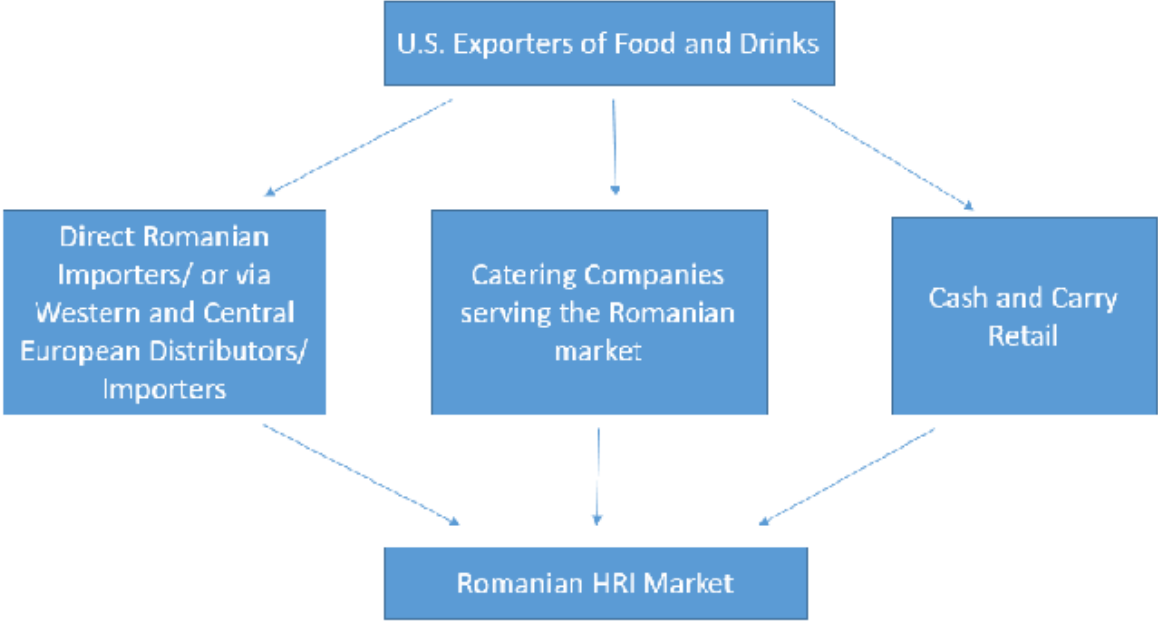 U.S. Exporters of Food and Drinks
Direct Romanian
Importers/ or via
Western and Central
European Distributors/
Importers
Catering Companies
serving the Romanian
market
Cash and Carry
Retail
Romanian HRI Market